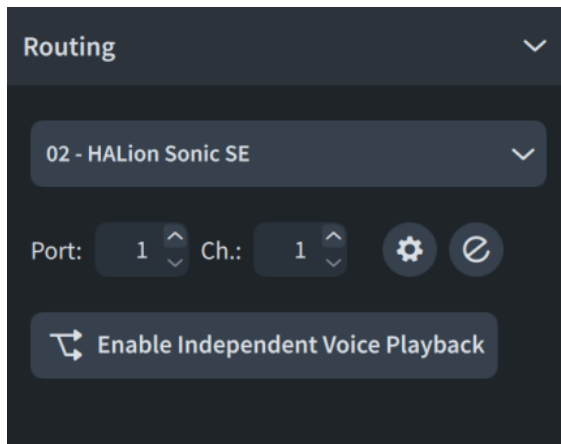 Routing
02 - HALion Sonic SE
Port: 1 Ch.: 1
Enable Independent Voice Playback